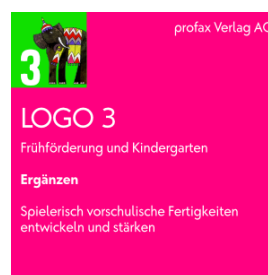 profax Verlag AG
3
LOGO 3
Frühförderung und Kindergarten
Ergänzen
Spielerisch vorschulische Fertigkeiten
entwickeln und stärken